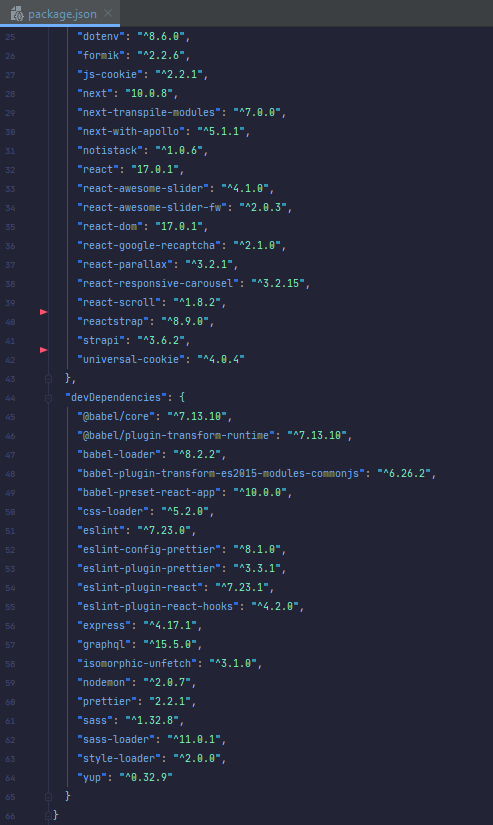 package.json
25 "dotenv": "^8.6.0",
26 "formik": "^2.2.6",
27 "js-cookie": "^2.2.1",
28 "next": "10.0.8",
29 "next-transpile-modules": "^7.0.0",
30 "next-with-apollo": "^5.1.1",
31 "notistack": "^1.0.6",
32 "react": "17.0.1",
33 "react-awesome-slider": "^4.1.0",
34 "react-awesome-slider-fw": "^2.0.3",
35 "react-dom": "17.0.1",
36 "react-google-recaptcha": "^2.1.0",
37 "react-parallax": "^3.2.1",
38 "react-responsive-carousel": "^3.2.15",
39 "react-scroll": "^1.8.2",
40 "reactstrap": "^8.9.0",
41 "strapi": "^3.6.2",
42 "universal-cookie": "^4.0.4"
43 },
44 "devDependencies": {
45 "@babel/core": "^7.13.10",
46 "@babel/plugin-transform-runtime": "^7.13.10",
47 "babel-loader": "^8.2.2",
48 "babel-plugin-transform-es2015-modules-commonjs": "^6.26.2",
49 "babel-preset-react-app": "^10.0.0",
50 "css-loader": "^5.2.0",
51 "eslint": "^7.23.0",
52 "eslint-config-prettier": "^8.1.0",
53 "eslint-plugin-prettier": "^3.3.1",
54 "eslint-plugin-react": "^7.23.1",
55 "eslint-plugin-react-hooks": "^4.2.0",
56 "express": "^4.17.1",
57 "graphql": "^15.5.0",
58 "isomorphic-unfetch": "^3.1.0",
59 "nodemon": "^2.0.7",
60 "prettier": "2.2.1",
61 "sass": "^1.32.8",
62 "sass-loader": "^11.0.1",
63 "style-loader": "^2.0.0",
64 "yup": "^0.32.9"
65 }
66 }